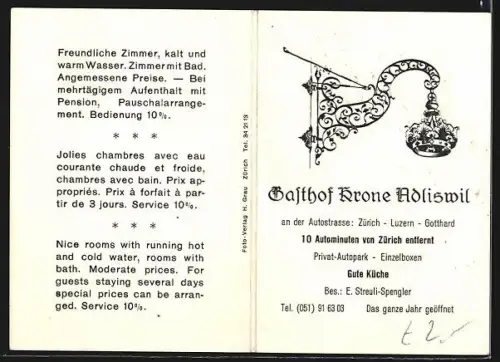 Freundliche Zimmer, kalt und
warm Wasser. Zimmer mit Bad.
Angemessene Preise. — Bei
mehrtägigem Aufenthalt mit
Pension, Pauschalarrange-
ment. Bedienung 10%.
* * *
Jolies chambres avec eau
courante chaude et froide,
chambres avec bain. Prix ap-
propriés. Prix à forfait à par-
tir de 3 jours. Service 10%.
* * *
Nice rooms with running hot
and cold water, rooms with
bath. Moderate prices. For
guests staying several days
special prices can be arran-
ged. Service 10%.
Foto-Verlag H. Grau Zürich Tel. 34 21 19
Gasthof Krone Adliswil
an der Autostrasse: Zürich - Luzern - Gotthard
10 Autominuten von Zürich entfernt
Privat-Autopark - Einzelboxen
Gute Küche
Bes.: E. Streuli-Spengler
Tel. (051) 91 63 03 Das ganze Jahr geöffnet